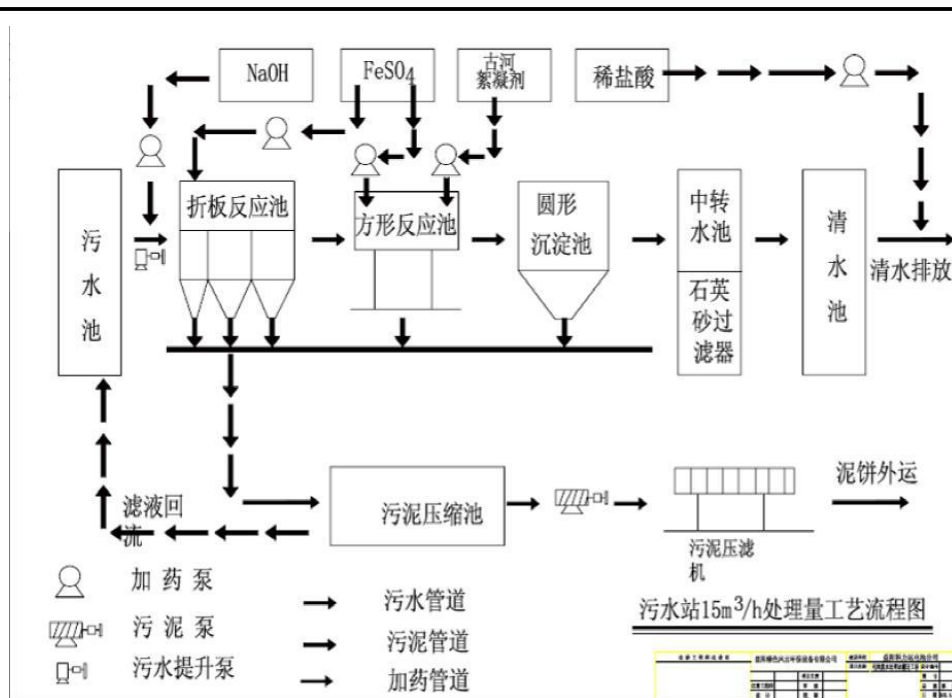 NaOH
FeSO4
古河
絮凝剂
稀盐酸
污
水
池
折板反应池
方形反应池
圆形
沉淀池
中转
水池
石英
砂过
滤器
清
水
池
清水排放
滤液回
流
污泥压缩池
污泥压滤
机
泥饼外运
加药泵
污泥泵
污水提升泵
污水管道
污泥管道
加药管道
污水站15m³/h处理量工艺流程图